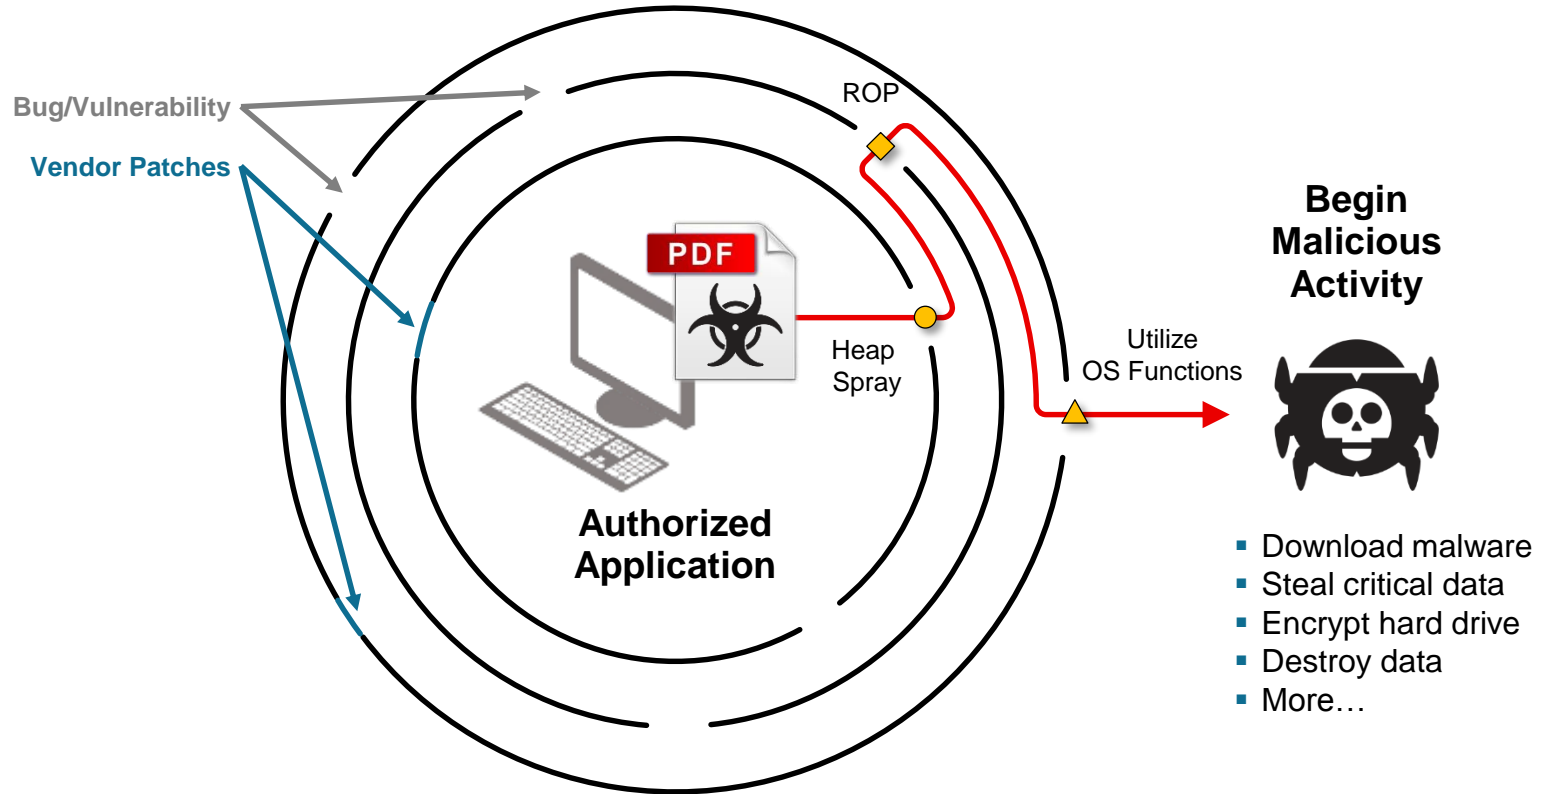 Bug/Vulnerability
Vendor Patches
ROP
PDF
Heap
Spray
Authorized
Application
Utilize
OS Functions
Begin
Malicious
Activity
▪ Download malware
▪ Steal critical data
▪ Encrypt hard drive
▪ Destroy data
▪ More…